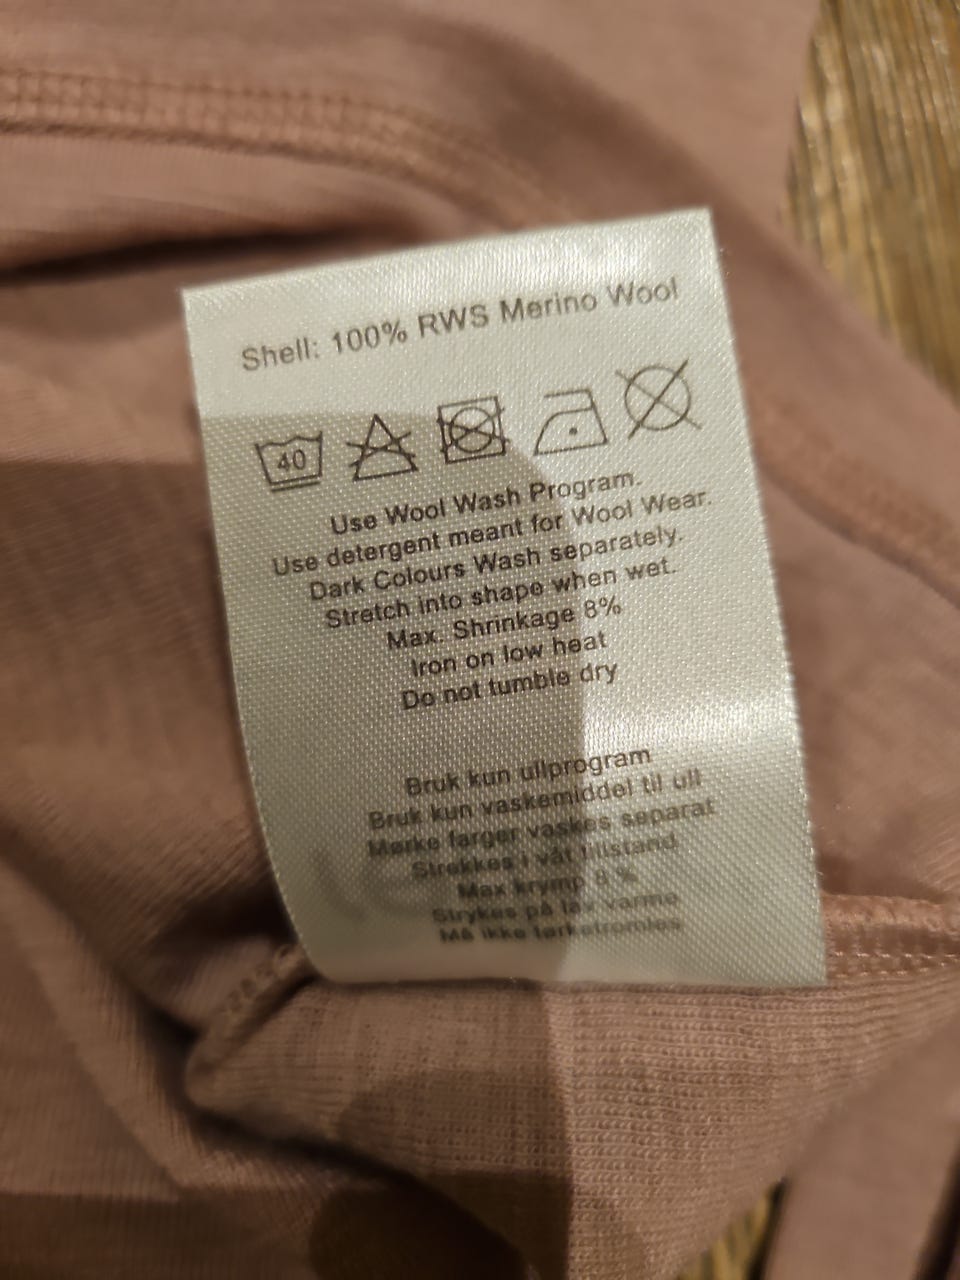 Shell: 100% RWS Merino Wool
40
Use Wool Wash Program.
Use detergent meant for Wool Wear.
Dark Colours Wash separately.
Stretch into shape when wet.
Max. Shrinkage 8%
Iron on low heat
Do not tumble dry
Bruk kun ullprogram
Bruk kun vaskemiddel til ull
Mørke farger vaskes separat
Strekkes i våt tilstand
Max krymp 8 %
Strykes på lav varme
Må ikke tørketromles